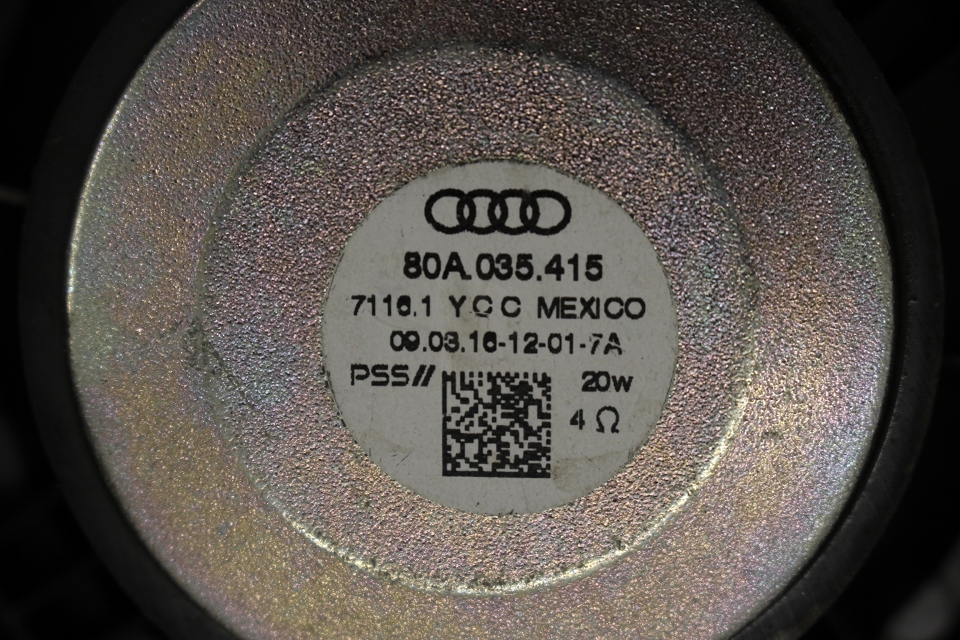 80A.035.415
7116.1 YCC MEXICO
09.03.16-12-01-7A
PSS//
20w
4 Ω